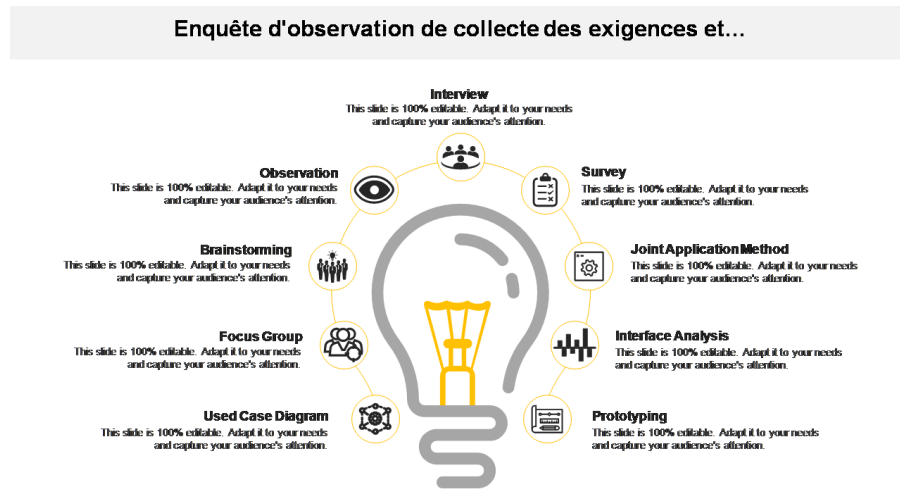 Enquête d'observation de collecte des exigences et...
Interview
This slide is 100% editable. Adapt it to your needs
and capture your audience's attention.
Observation
This slide is 100% editable. Adapt it to your needs
and capture your audience's attention.
Survey
This slide is 100% editable. Adapt it to your needs
and capture your audience's attention.
Brainstorming
This slide is 100% editable. Adapt it to your needs
and capture your audience's attention.
Joint Application Method
This slide is 100% editable. Adapt it to your needs
and capture your audience's attention.
Focus Group
This slide is 100% editable. Adapt it to your needs
and capture your audience's attention.
Interface Analysis
This slide is 100% editable. Adapt it to your needs
and capture your audience's attention.
Used Case Diagram
This slide is 100% editable. Adapt it to your needs
and capture your audience's attention.
Prototyping
This slide is 100% editable. Adapt it to your needs
and capture your audience's attention.